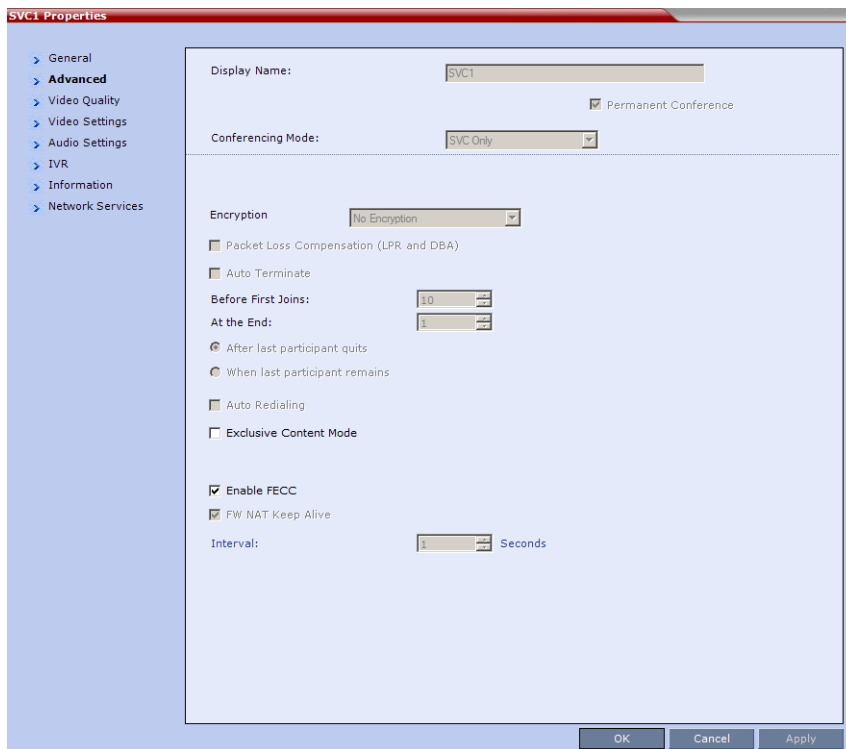 SVC1 Properties
General
Advanced
Video Quality
Video Settings
Audio Settings
IVR
Information
Network Services
Display Name:
SVC1
Permanent Conference
Conferencing Mode:
SVC Only
Encryption
No Encryption
Packet Loss Compensation (LPR and DBA)
Auto Terminate
Before First Joins:
10
At the End:
1
After last participant quits
When last participant remains
Auto Redialing
Exclusive Content Mode
Enable FECC
FW NAT Keep Alive
Interval:
1
Seconds
OK
Cancel
Apply